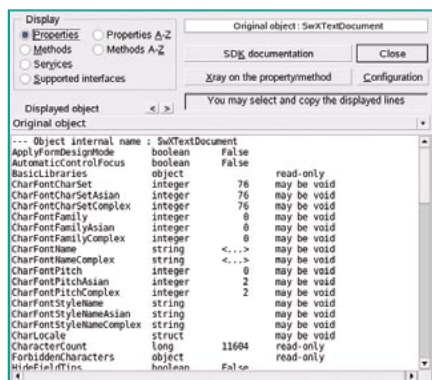 Display
Properties
Properties A-Z
Methods
Methods A-Z
Services
Supported interfaces
Displayed object < >
Original object : SwXTextDocument
SDK documentation
Close
Xray on the property/method
Configuration
You may select and copy the displayed lines
Original object
--- Object internal name : SwXTextDocument
ApplyFormDesignMode boolean False
AutomaticControlFocus boolean False
BasicLibraries object read-only
CharFontCharSet integer 76 may be void
CharFontCharSetAsian integer 76 may be void
CharFontCharSetComplex integer 76 may be void
CharFontFamily integer 0 may be void
CharFontFamilyAsian integer 0 may be void
CharFontFamilyComplex integer 0 may be void
CharFontName string <...> may be void
CharFontNameComplex string <...> may be void
CharFontPitch integer 0 may be void
CharFontPitchAsian integer 2 may be void
CharFontPitchComplex integer 2 may be void
CharFontStyleName string may be void
CharFontStyleNameAsian string may be void
CharFontStyleNameComplex string may be void
CharLocale struct may be void
CharacterCount long 11604 read-only
ForbiddenCharacters object read-only
HideFieldTips boolean False